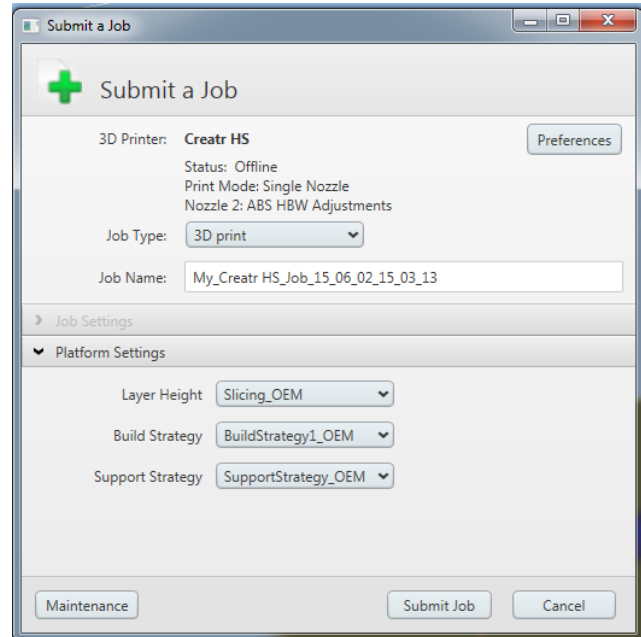 Submit a Job
Submit a Job
3D Printer: Creatr HS Preferences
Status: Offline
Print Mode: Single Nozzle
Nozzle 2: ABS HBW Adjustments
Job Type: 3D print
Job Name: My_Creatr HS_Job_15_06_02_15_03_13
Job Settings
Platform Settings
Layer Height Slicing_OEM
Build Strategy BuildStrategy1_OEM
Support Strategy SupportStrategy_OEM
Maintenance Submit Job Cancel